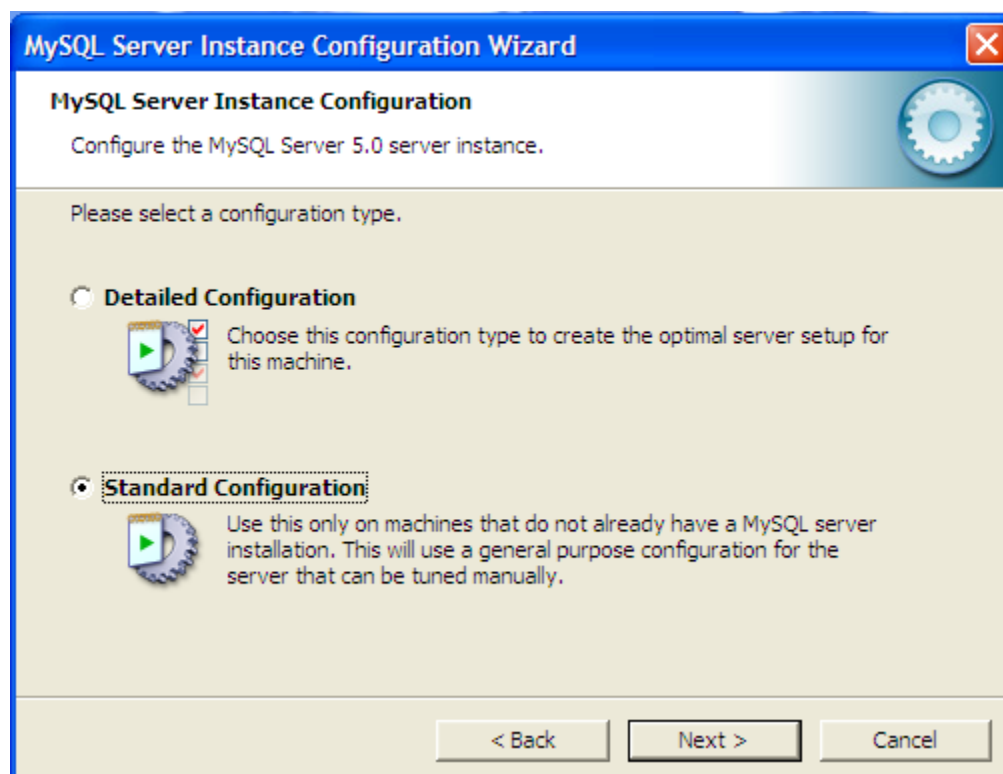 MySQL Server Instance Configuration Wizard
MySQL Server Instance Configuration
Configure the MySQL Server 5.0 server instance.
Please select a configuration type.
Detailed Configuration
Choose this configuration type to create the optimal server setup for
this machine.
Standard Configuration
Use this only on machines that do not already have a MySQL server
installation. This will use a general purpose configuration for the
server that can be tuned manually.
< Back
Next >
Cancel